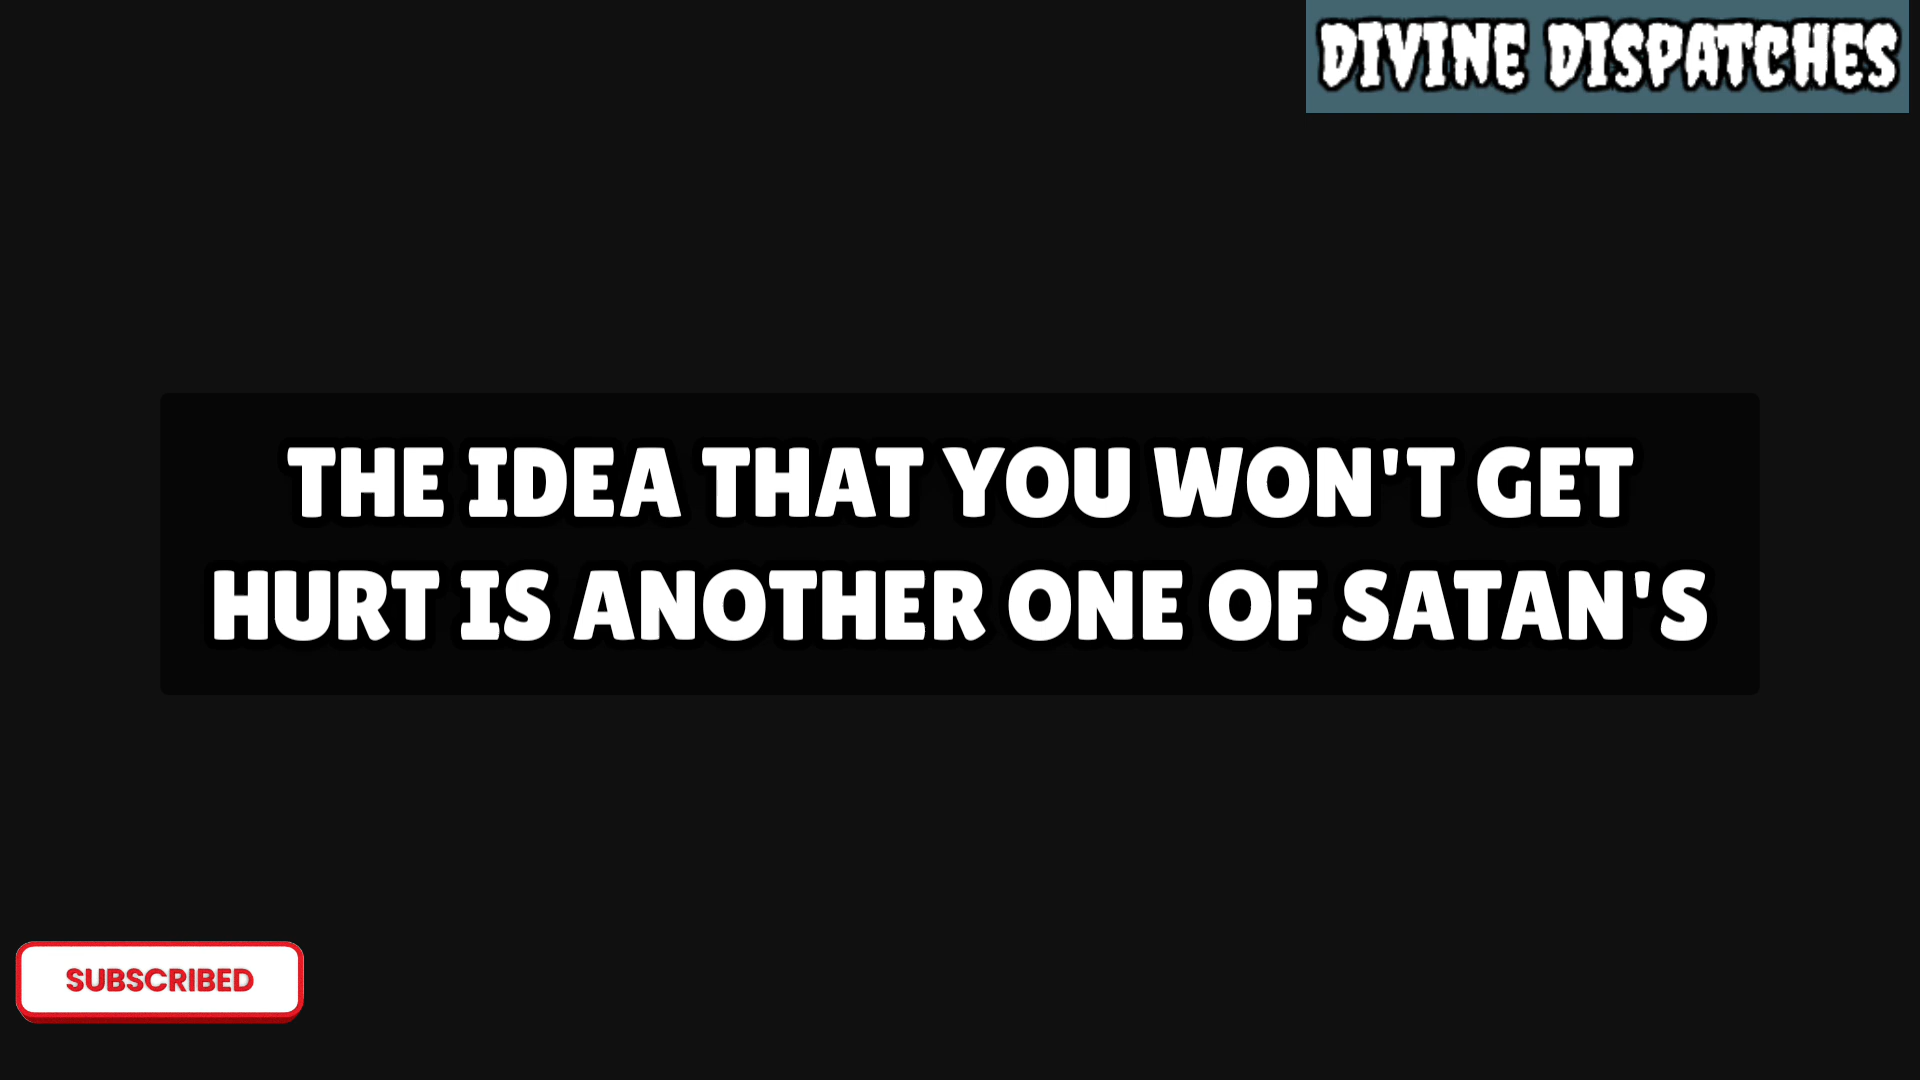 DIVINE DISPATCHES
THE IDEA THAT YOU WON'T GET
HURT IS ANOTHER ONE OF SATAN'S
SUBSCRIBED